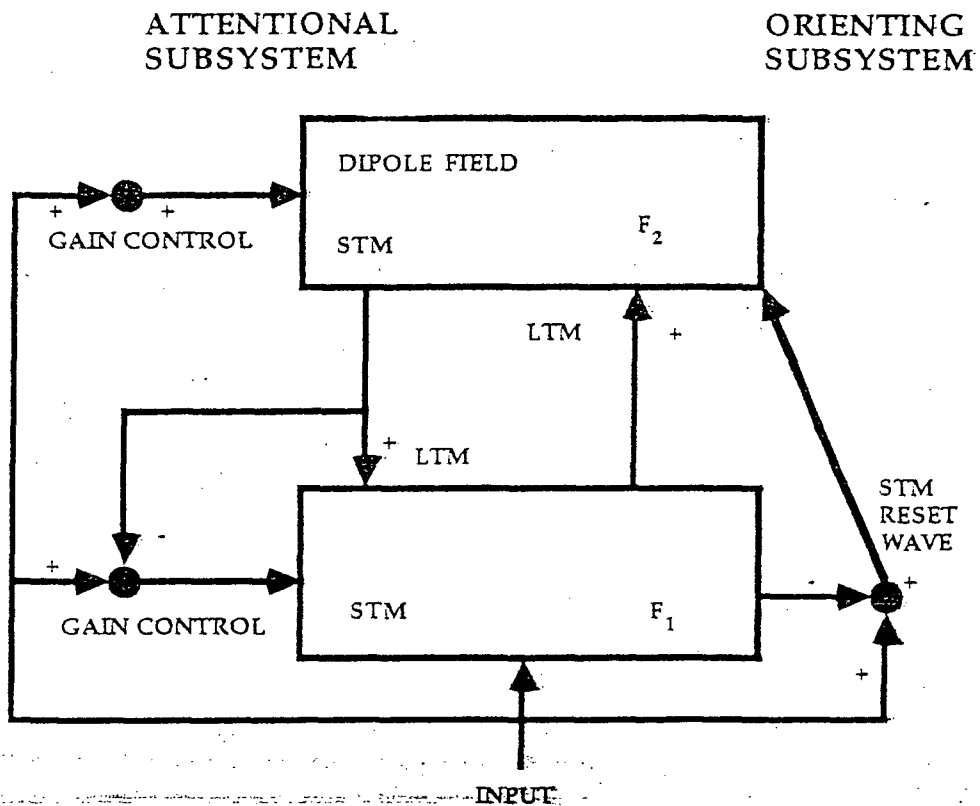 ATTENTIONAL
SUBSYSTEM
ORIENTING
SUBSYSTEM
DIPOLE FIELD
+
+
GAIN CONTROL
STM
F₂
LTM
+
+
LTM
STM
RESET
WAVE
-
+
GAIN CONTROL
STM
F₁
-
+
+
INPUT